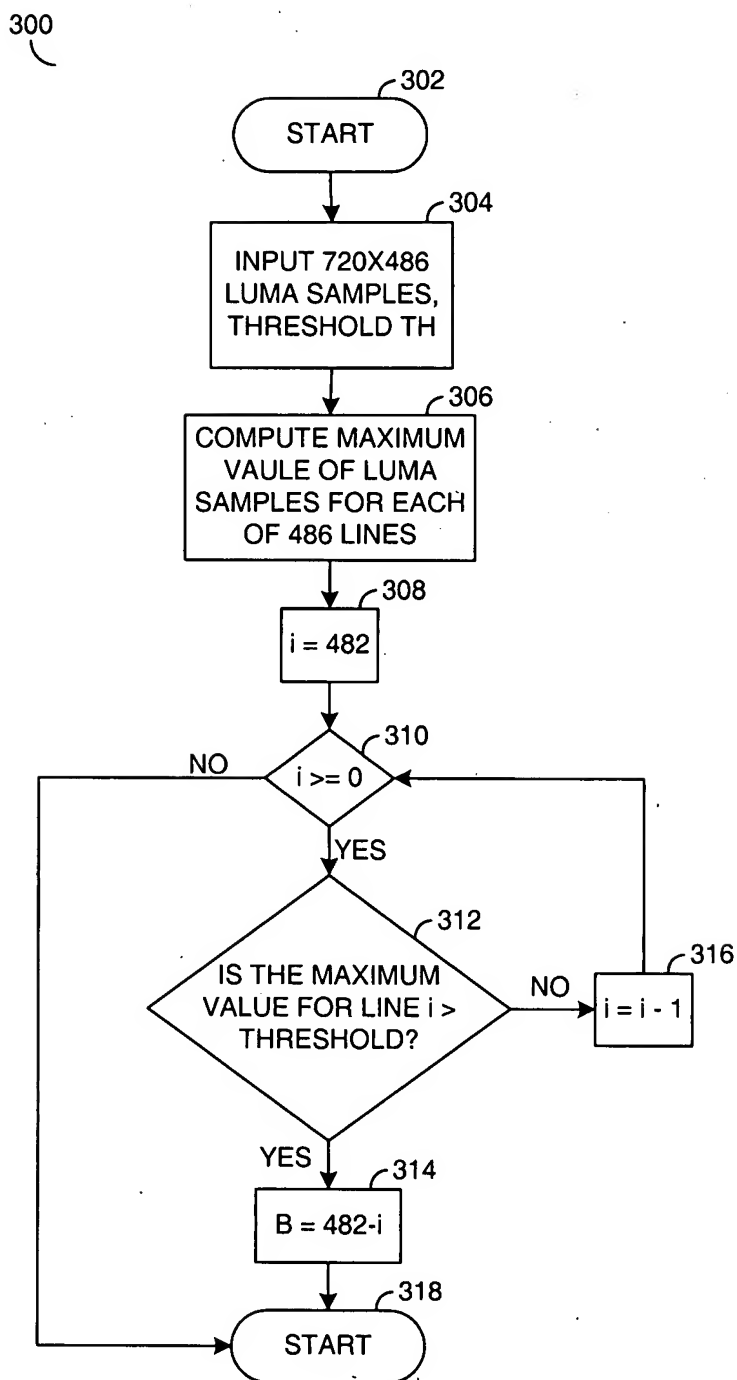 300
302
START
304
INPUT 720X486
LUMA SAMPLES,
THRESHOLD TH
306
COMPUTE MAXIMUM
VAULE OF LUMA
SAMPLES FOR EACH
OF 486 LINES
308
i = 482
310
NO
i >= 0
YES
312
IS THE MAXIMUM
VALUE FOR LINE i >
THRESHOLD?
NO
316
i = i - 1
YES
314
B = 482-i
318
START